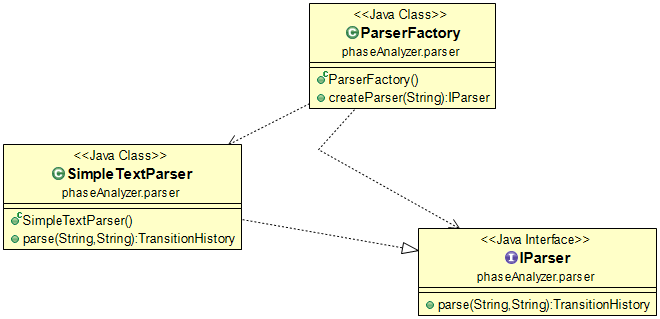 <<Java Class>>
C ParserFactory
phaseAnalyzer.parser
c ParserFactory()
createParser(String):IParser
<<Java Class>>
C SimpleTextParser
phaseAnalyzer.parser
c SimpleTextParser()
parse(String,String):TransitionHistory
<<Java Interface>>
I IParser
phaseAnalyzer.parser
parse(String,String):TransitionHistory